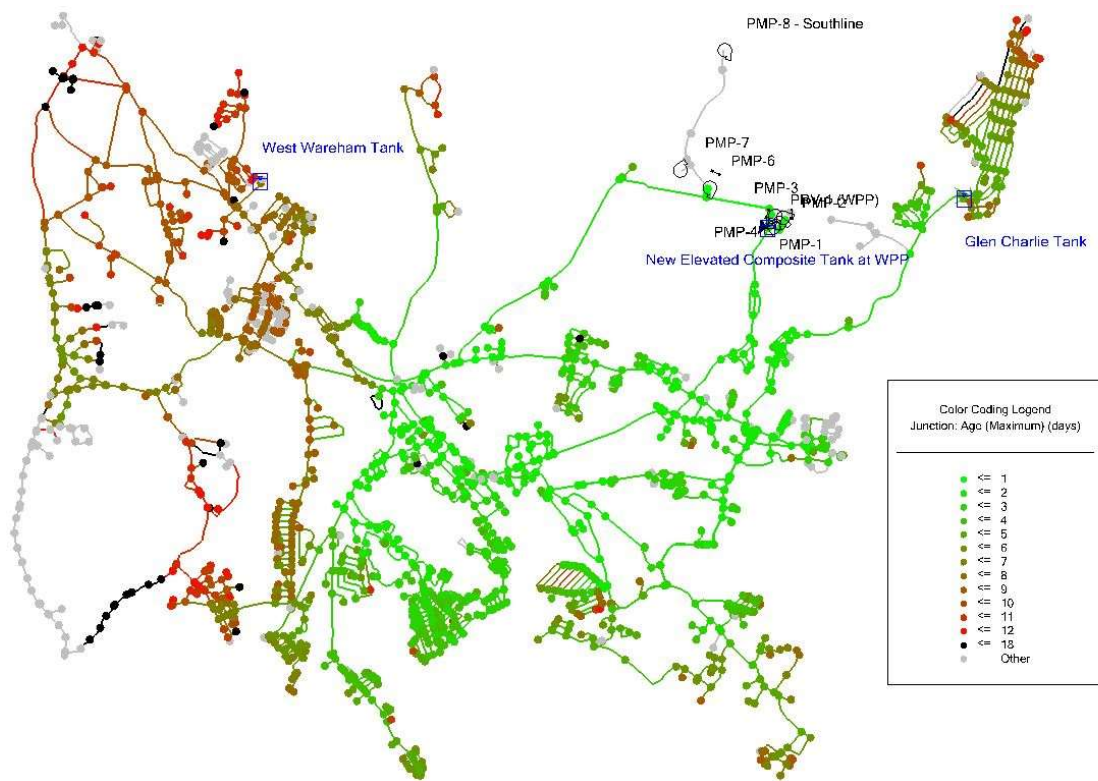 PMP-8 - Southline
West Wareham Tank
PMP-7
PMP-6
PMP-3
PMP-4
PMP-1
New Elevated Composite Tank at WPP
Glen Charlie Tank
Color Coding Legend
Junction: Age (Maximum) (days)
<= 1
<= 2
<= 3
<= 4
<= 5
<= 6
<= 7
<= 8
<= 9
<= 10
<= 11
<= 12
<= 18
Other